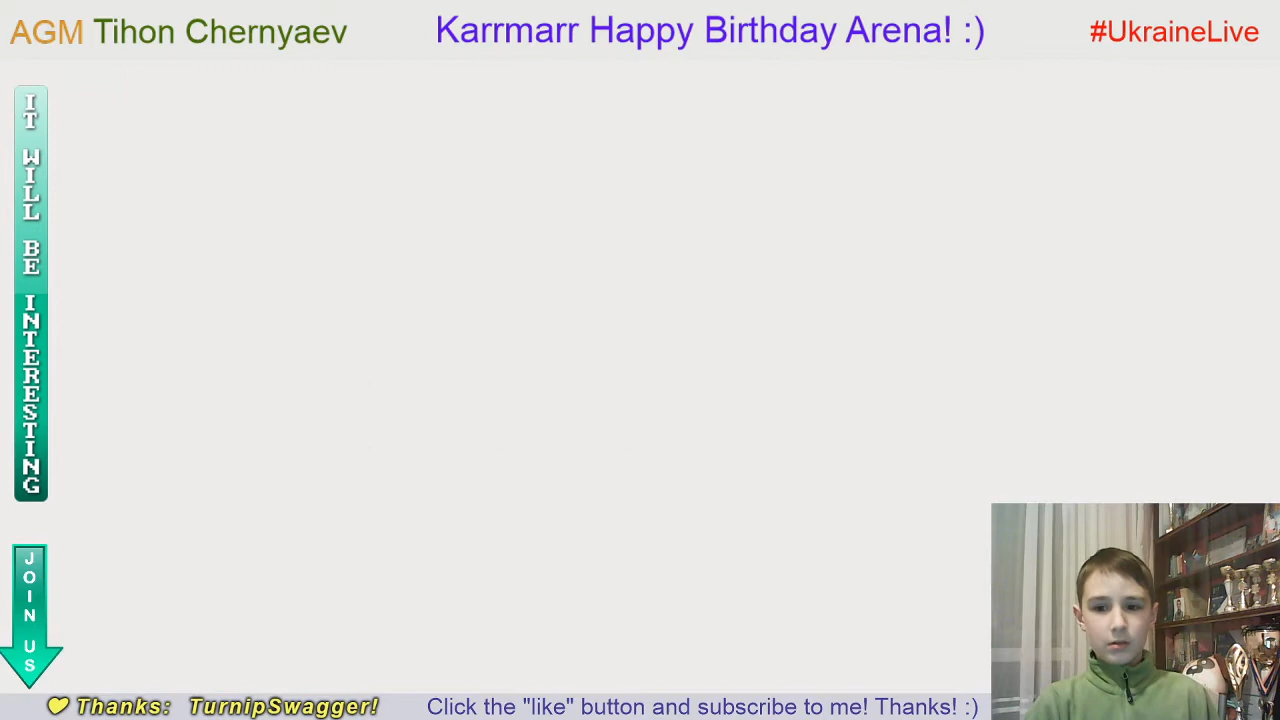 AGM Tihon Chernyaev
Karrmarr Happy Birthday Arena! :)
#UkraineLive
IT WILL BE INTERESTING
JOIN US
Thanks: TurnipSwagger!
Click the "like" button and subscribe to me! Thanks! :)